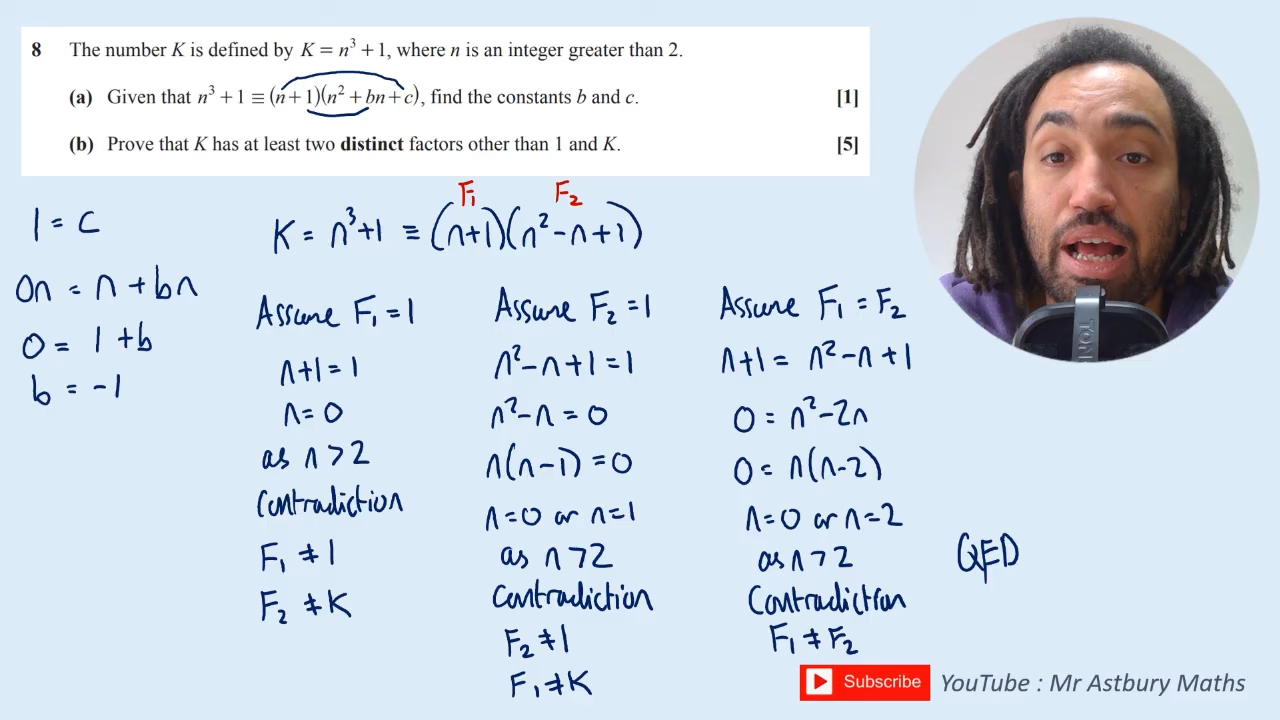 8 The number K is defined by K = n³ + 1, where n is an integer greater than 2.
(a) Given that n³ + 1 ≡ (n + 1)(n² + bn + c), find the constants b and c. [1]
(b) Prove that K has at least two distinct factors other than 1 and K. [5]
1 = c
0n = n + bn
0 = 1 + b
b = -1
F₁ F₂
K = n³+1 ≡ (n+1)(n²-n+1)
Assume F₁ = 1
n+1 = 1
n = 0
as n > 2
Contradiction
F₁ ≠ 1
F₂ ≠ K
Assume F₂ = 1
n²-n+1 = 1
n²-n = 0
n(n-1) = 0
n=0 or n=1
as n > 2
Contradiction
F₂ ≠ 1
F₁ ≠ K
Assume F₁ = F₂
n+1 = n²-n+1
0 = n²-2n
0 = n(n-2)
n=0 or n=2
as n > 2
Contradiction
F₁ ≠ F₂
QED
TONOR
Subscribe YouTube : Mr Astbury Maths